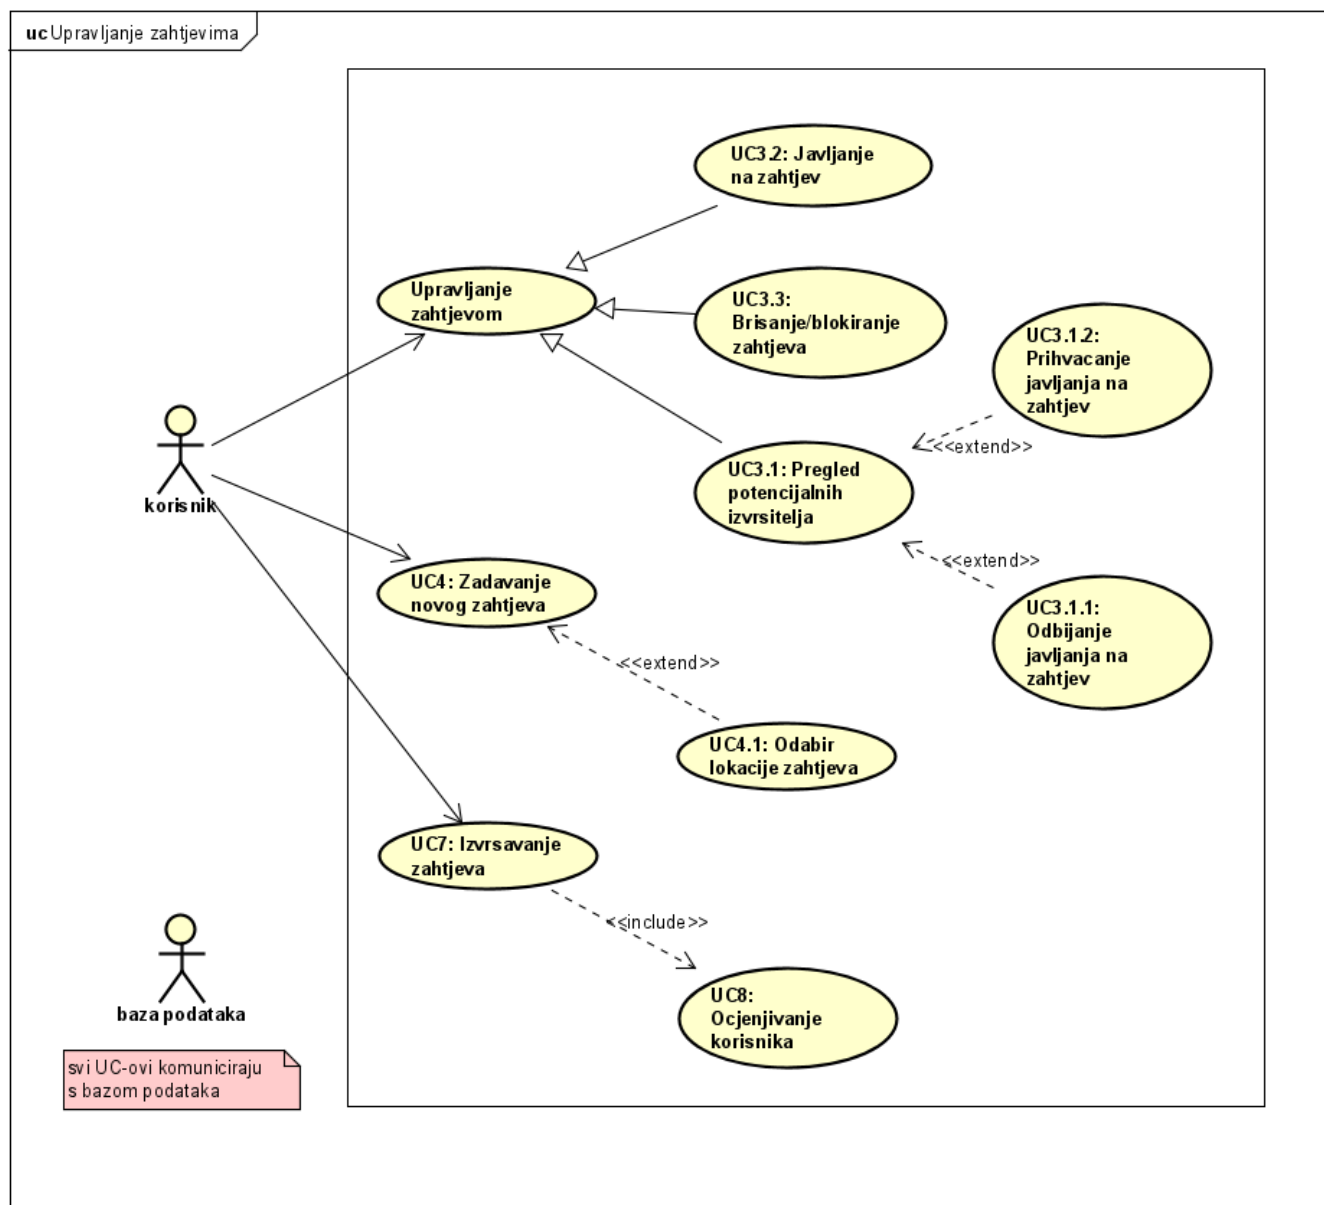 uc Upravljanje zahtjevima
UC3.2: Javljanje
na zahtjev
Upravljanje
zahtjevom
UC3.3:
Brisanje/blokiranje
zahtjeva
UC3.1.2:
Prihvacanje
javljanja na
zahtjev
<<extend>>
UC3.1: Pregled
potencijalnih
izvrsitelja
korisnik
<<extend>>
UC4: Zadavanje
novog zahtjeva
UC3.1.1:
Odbijanje
javljanja na
zahtjev
<<extend>>
UC4.1: Odabir
lokacije zahtjeva
UC7: Izvrsavanje
zahtjeva
<<include>>
UC8:
Ocjenjivanje
korisnika
baza podataka
svi UC-ovi komuniciraju
s bazom podataka